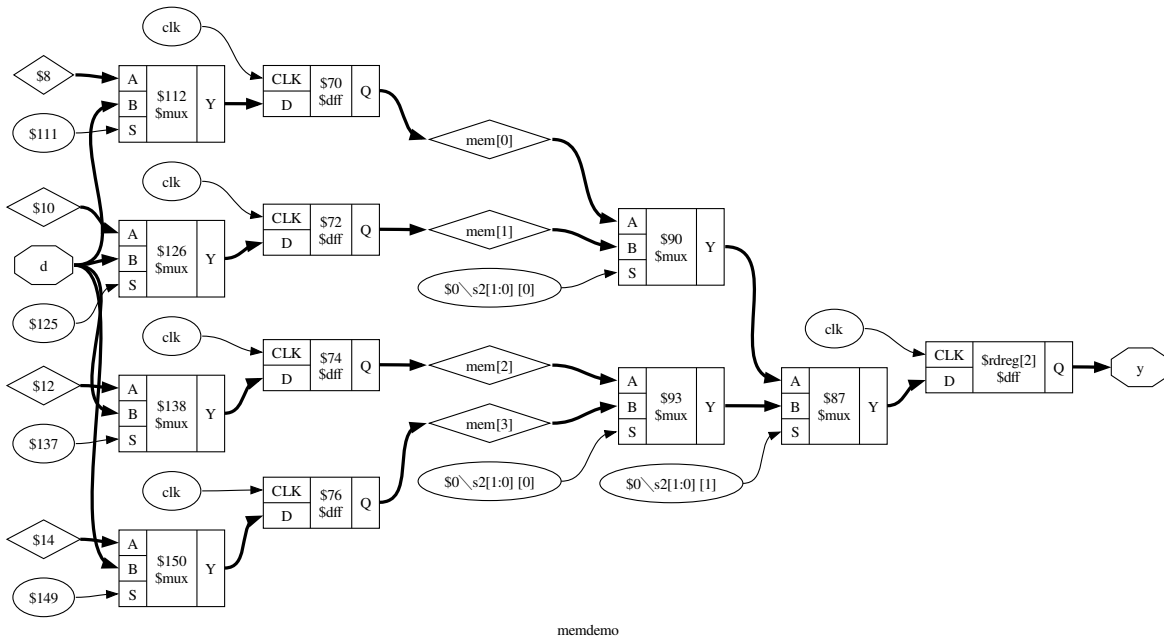 clk
$8
A
B
S
$112
$mux
Y
$111
CLK
D
$70
$dff
Q
mem[0]
clk
$10
d
A
B
S
$126
$mux
Y
$125
CLK
D
$72
$dff
Q
mem[1]
$0\s2[1:0] [0]
A
B
S
$90
$mux
Y
clk
$12
A
B
S
$138
$mux
Y
$137
CLK
D
$74
$dff
Q
mem[2]
mem[3]
$0\s2[1:0] [0]
A
B
S
$93
$mux
Y
clk
$14
A
B
S
$150
$mux
Y
$149
CLK
D
$76
$dff
Q
$0\s2[1:0] [1]
A
B
S
$87
$mux
Y
clk
CLK
D
$rdreg[2]
$dff
Q
y
memdemo